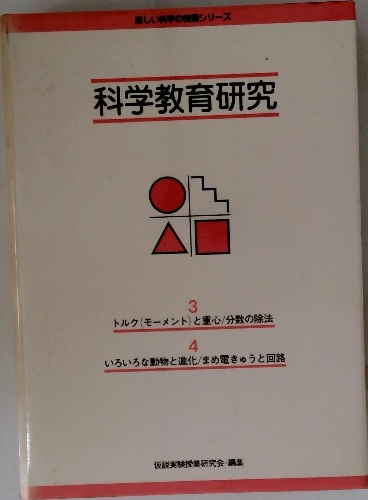 楽しい科学の授業シリーズ
科学教育研究
3
トルク(モーメント)と重心/分数の除法
4
いろいろな動物と進化/まめ電きゅうと回路
仮説実験授業研究会・編集